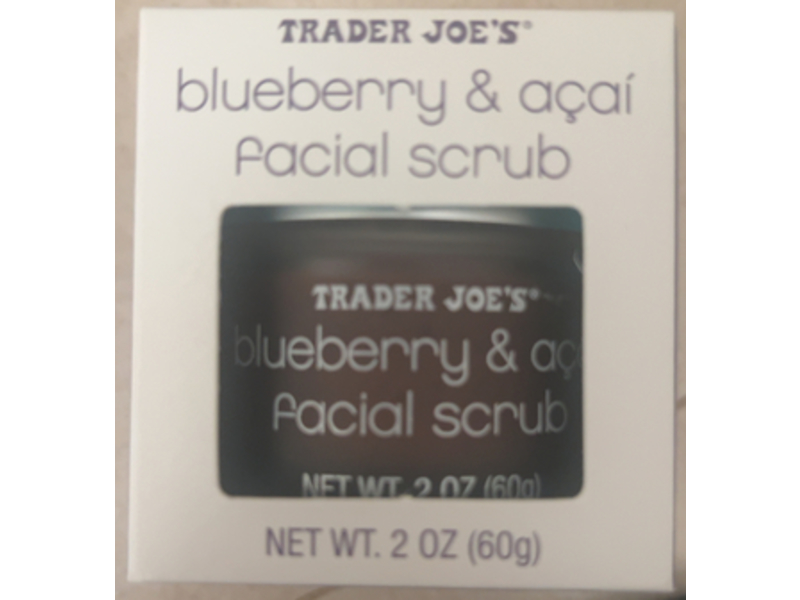 TRADER JOE'S®
blueberry & açaí
facial scrub
TRADER JOE'S®
blueberry & aç
facial scrub
NET WT. 2 OZ (60g)
NET WT. 2 OZ (60g)